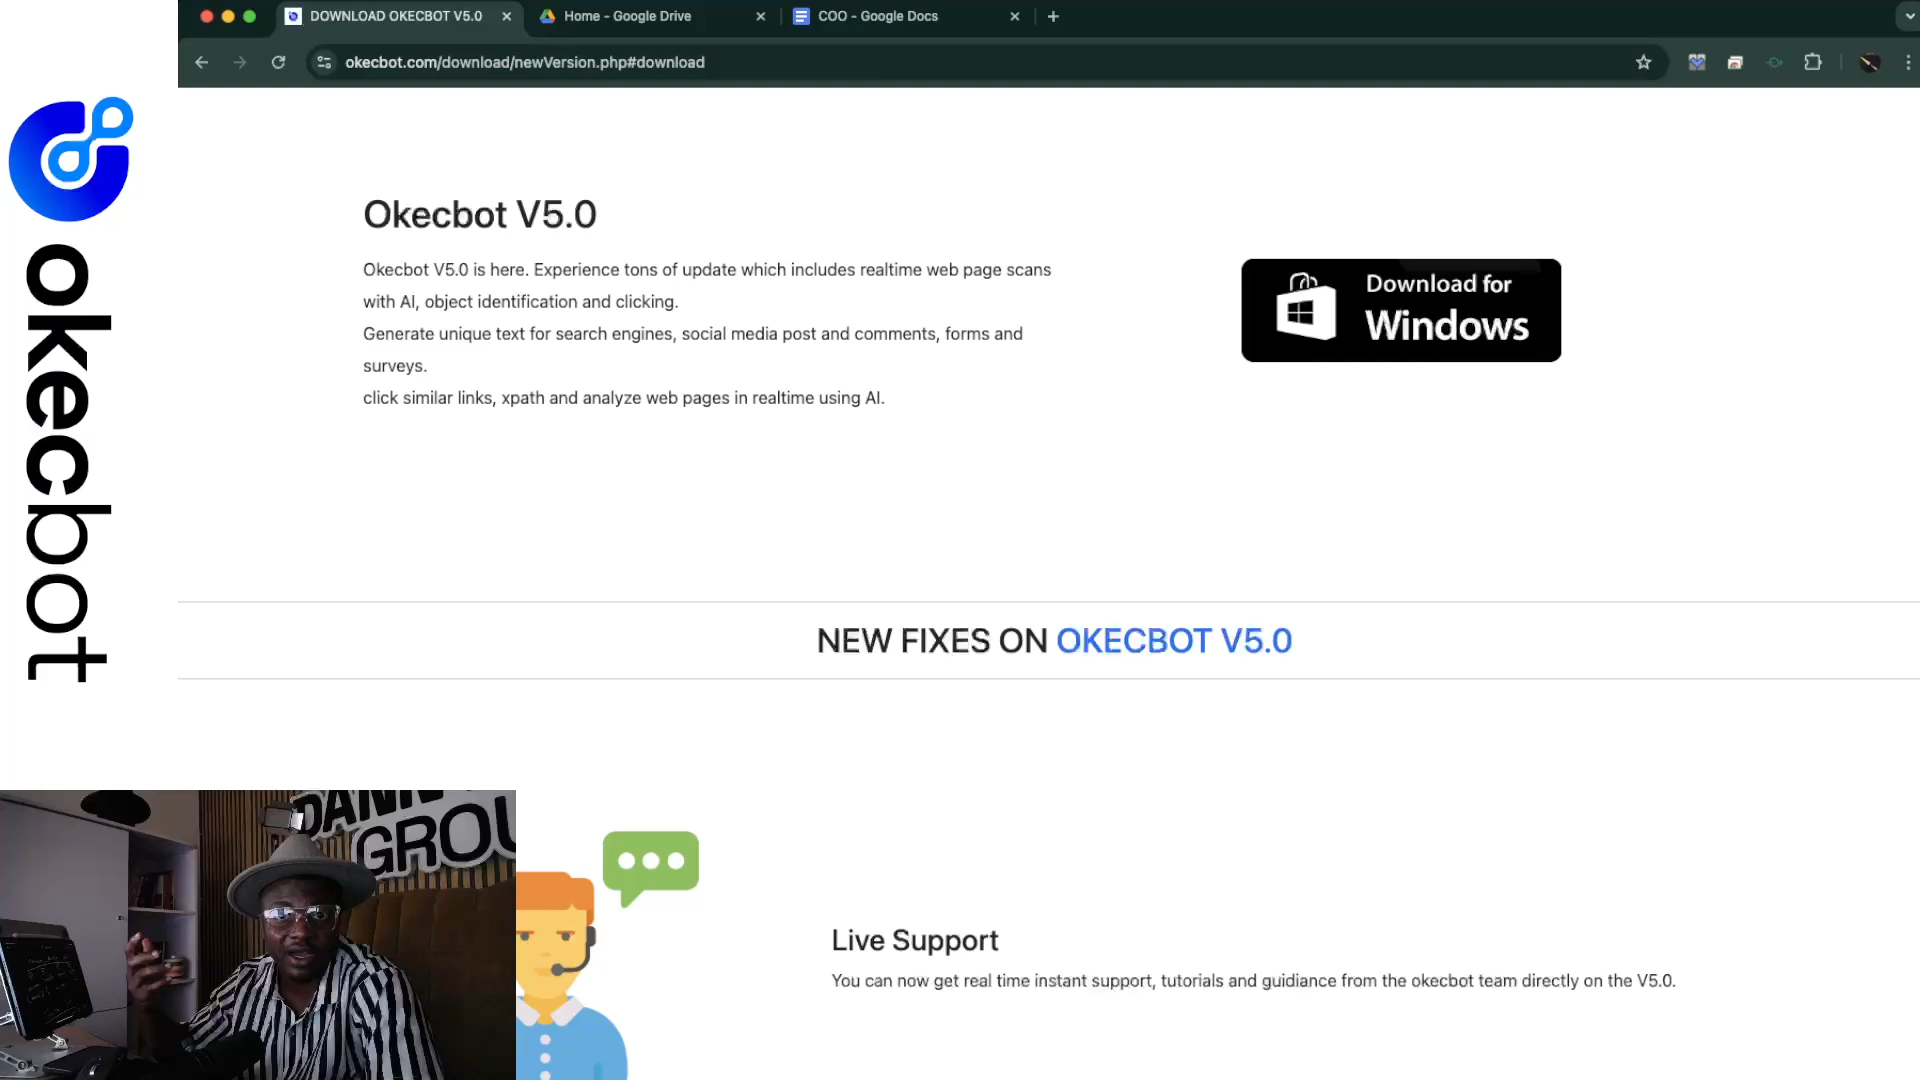 DOWNLOAD OKECBOT V5.0
Home - Google Drive
COO - Google Docs
okecbot.com/download/newVersion.php#download
okecbot
Okecbot V5.0
Okecbot V5.0 is here. Experience tons of update which includes realtime web page scans
with AI, object identification and clicking.
Generate unique text for search engines, social media post and comments, forms and
surveys.
click similar links, xpath and analyze web pages in realtime using AI.
Download for
Windows
NEW FIXES ON OKECBOT V5.0
Live Support
You can now get real time instant support, tutorials and guidiance from the okecbot team directly on the V5.0.
DANN
GROU